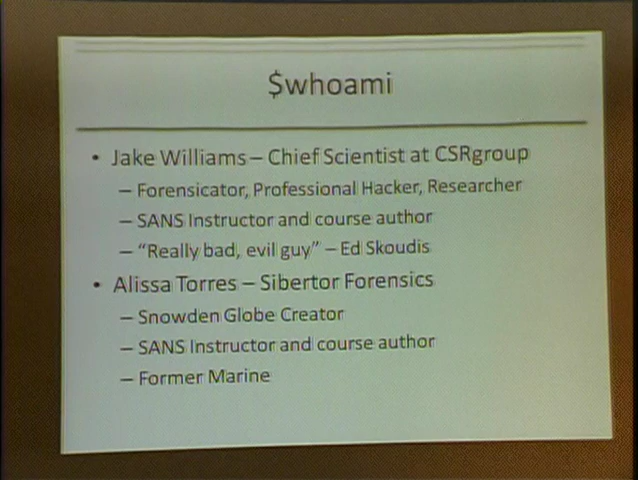 $whoami
• Jake Williams – Chief Scientist at CSRgroup
– Forensicator, Professional Hacker, Researcher
– SANS Instructor and course author
– “Really bad, evil guy” – Ed Skoudis
• Alissa Torres – Sibertor Forensics
– Snowden Globe Creator
– SANS Instructor and course author
– Former Marine